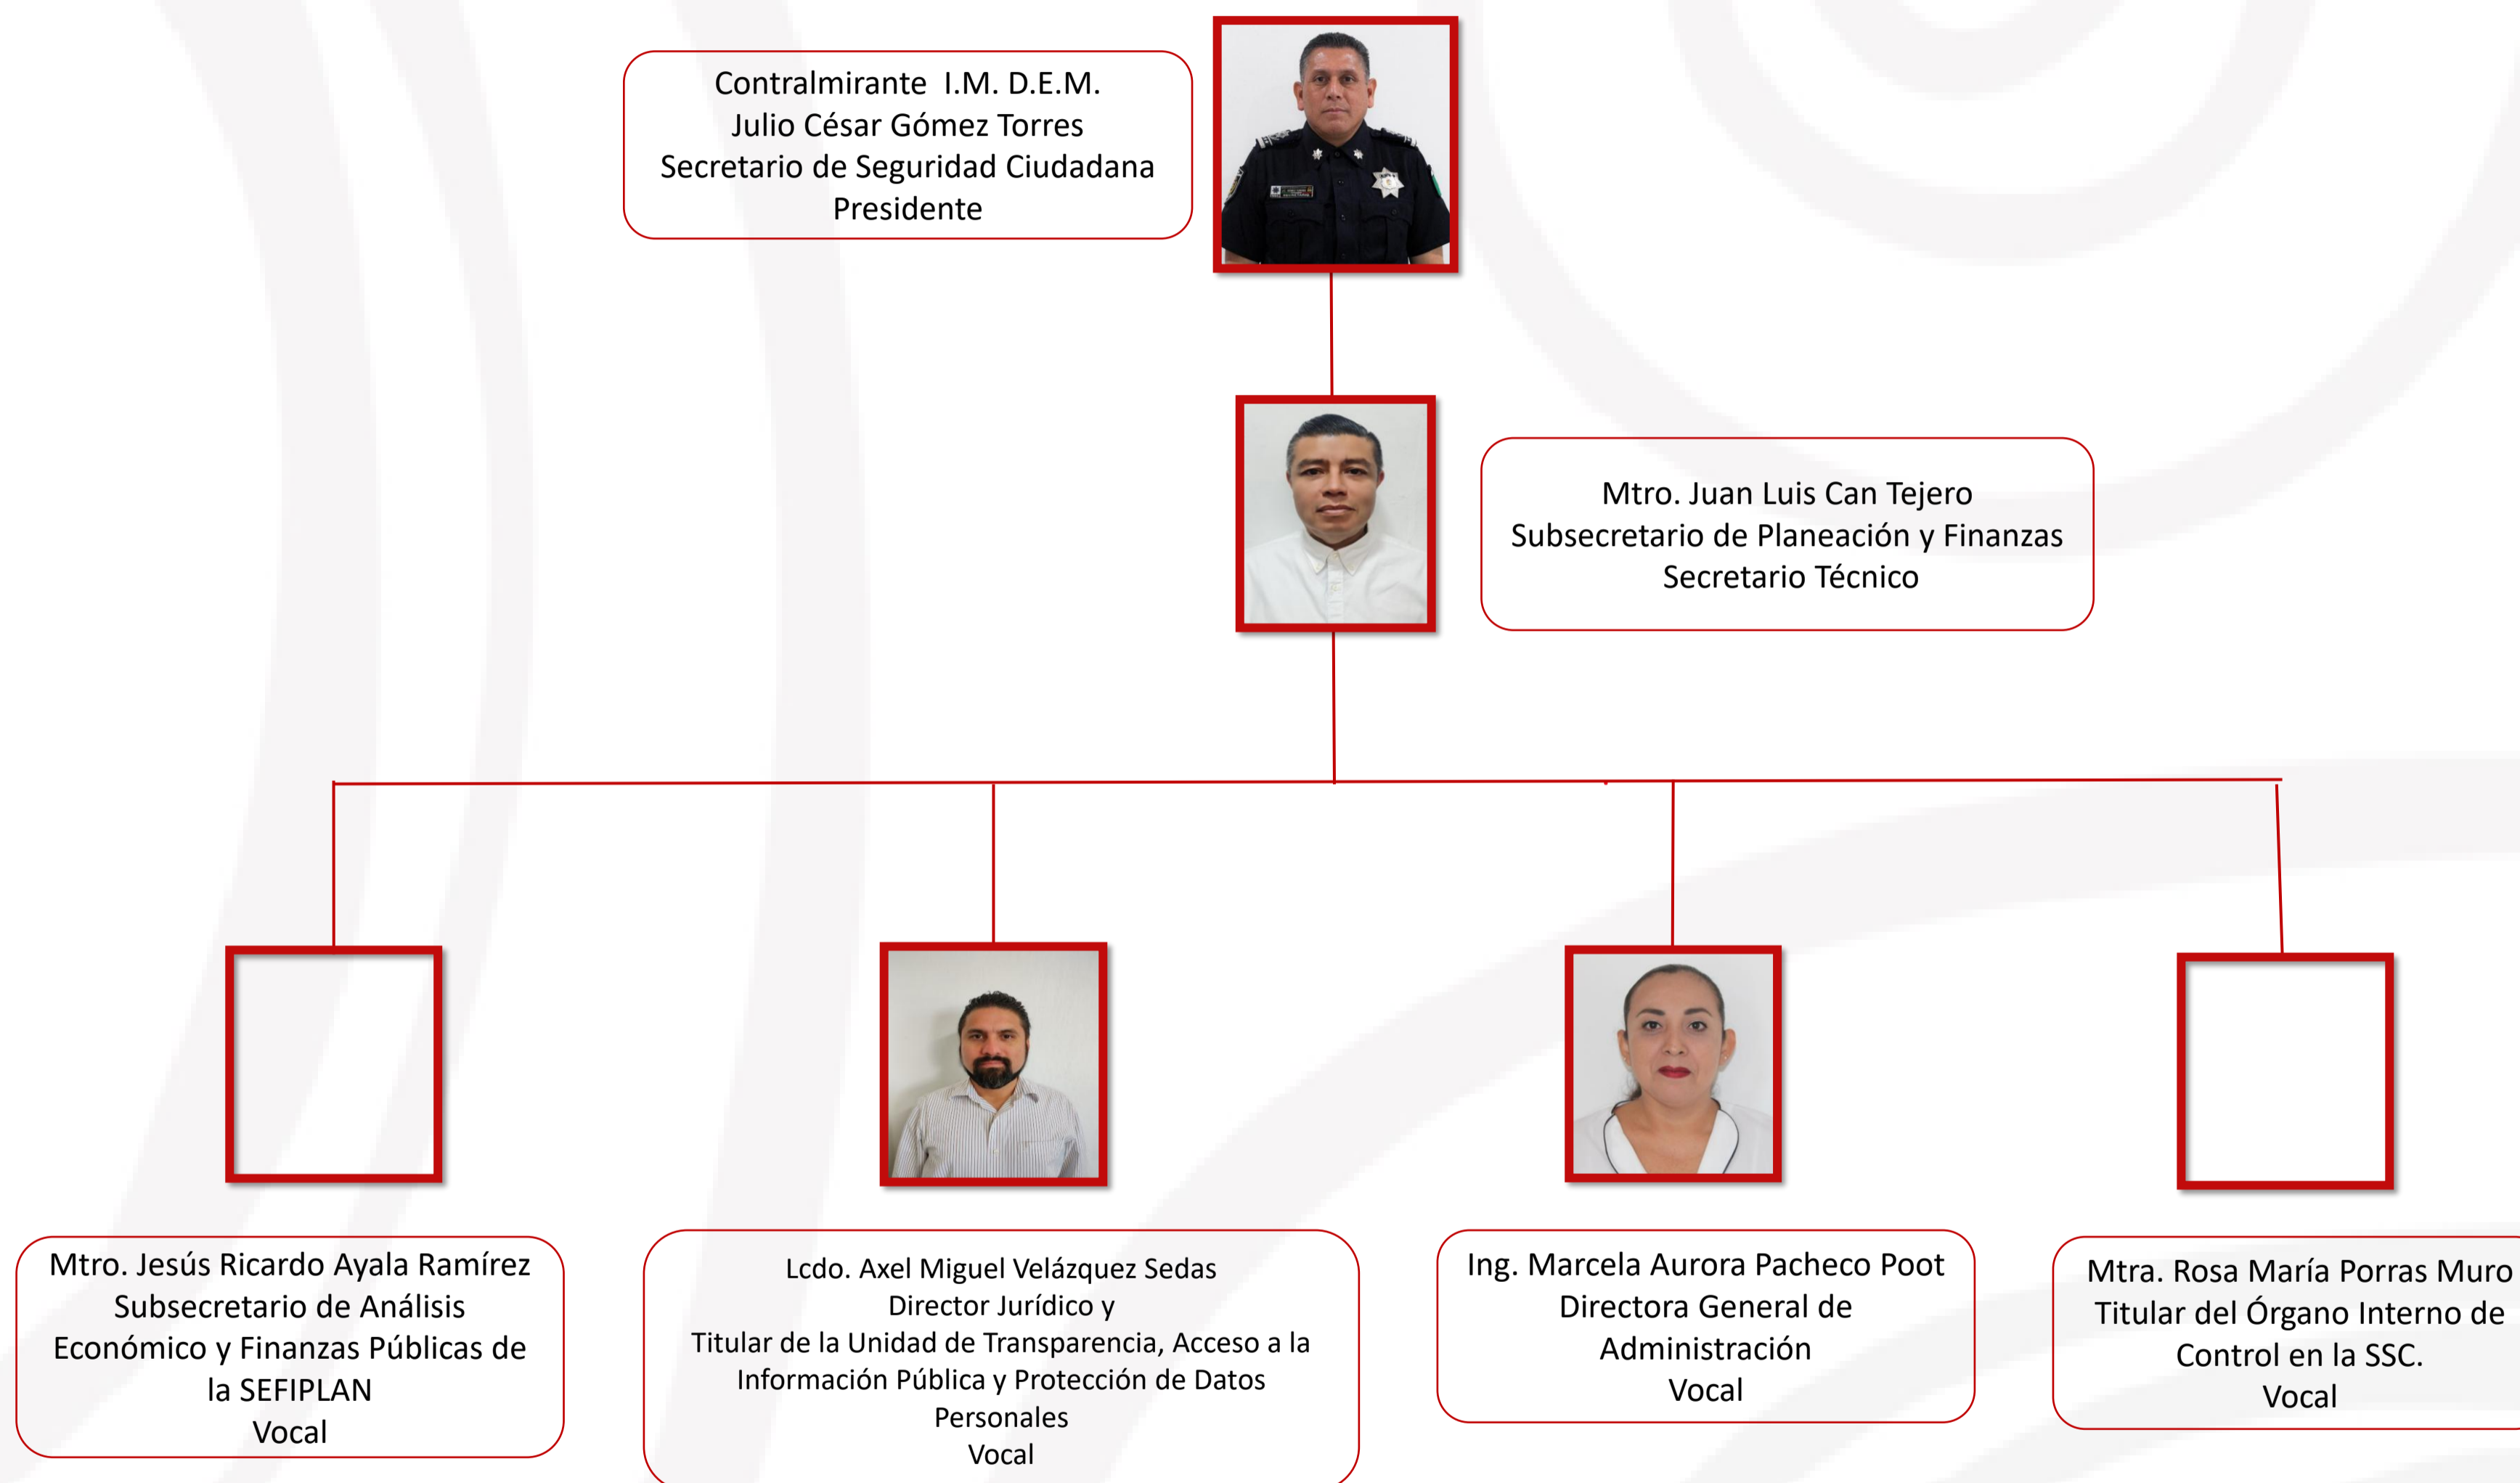 Contralmirante I.M. D.E.M.
Julio César Gómez Torres
Secretario de Seguridad Ciudadana
Presidente
Mtro. Juan Luis Can Tejero
Subsecretario de Planeación y Finanzas
Secretario Técnico
Mtro. Jesús Ricardo Ayala Ramírez
Subsecretario de Análisis
Económico y Finanzas Públicas de
la SEFIPLAN
Vocal
Lcdo. Axel Miguel Velázquez Sedas
Director Jurídico y
Titular de la Unidad de Transparencia, Acceso a la
Información Pública y Protección de Datos
Personales
Vocal
Ing. Marcela Aurora Pacheco Poot
Directora General de
Administración
Vocal
Mtra. Rosa María Porras Muro
Titular del Órgano Interno de
Control en la SSC.
Vocal